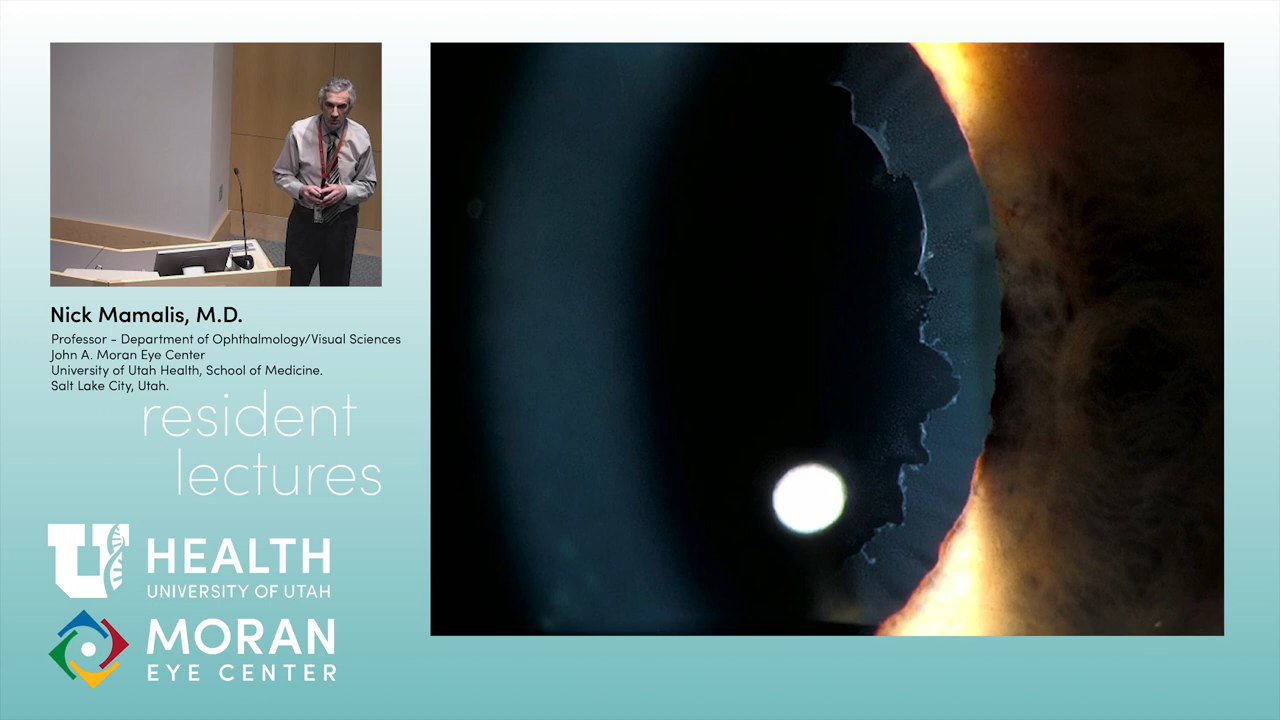 Nick Mamalis, M.D.
Professor - Department of Ophthalmology/Visual Sciences
John A. Moran Eye Center
University of Utah Health, School of Medicine.
Salt Lake City, Utah.
resident
lectures
U HEALTH
UNIVERSITY OF UTAH
MORAN
EYE CENTER